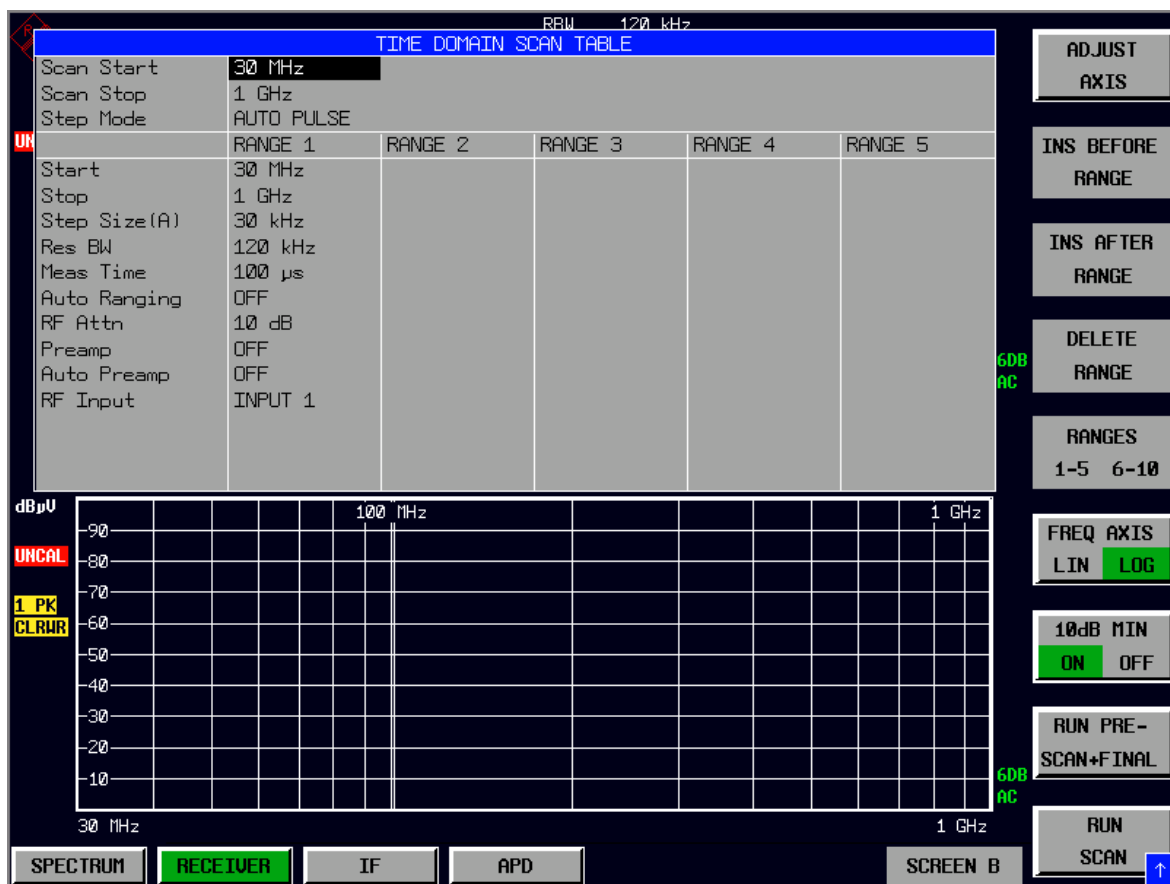 RBW 120 kHz
TIME DOMAIN SCAN TABLE
Scan Start 30 MHz
Scan Stop 1 GHz
Step Mode AUTO PULSE
UN
RANGE 1 RANGE 2 RANGE 3 RANGE 4 RANGE 5
Start 30 MHz
Stop 1 GHz
Step Size(A) 30 kHz
Res BW 120 kHz
Meas Time 100 µs
Auto Ranging OFF
RF Attn 10 dB
Preamp OFF
Auto Preamp OFF
RF Input INPUT 1
6DB
AC
dBµV
100 MHz 1 GHz
90
UNCAL
80
70
1 PK
CLRWR
60
50
40
30
20
10
6DB
AC
30 MHz 1 GHz
SPECTRUM RECEIVER IF APD SCREEN B
ADJUST
AXIS
INS BEFORE
RANGE
INS AFTER
RANGE
DELETE
RANGE
RANGES
1-5 6-10
FREQ AXIS
LIN LOG
10dB MIN
ON OFF
RUN PRE-
SCAN+FINAL
RUN
SCAN
↑